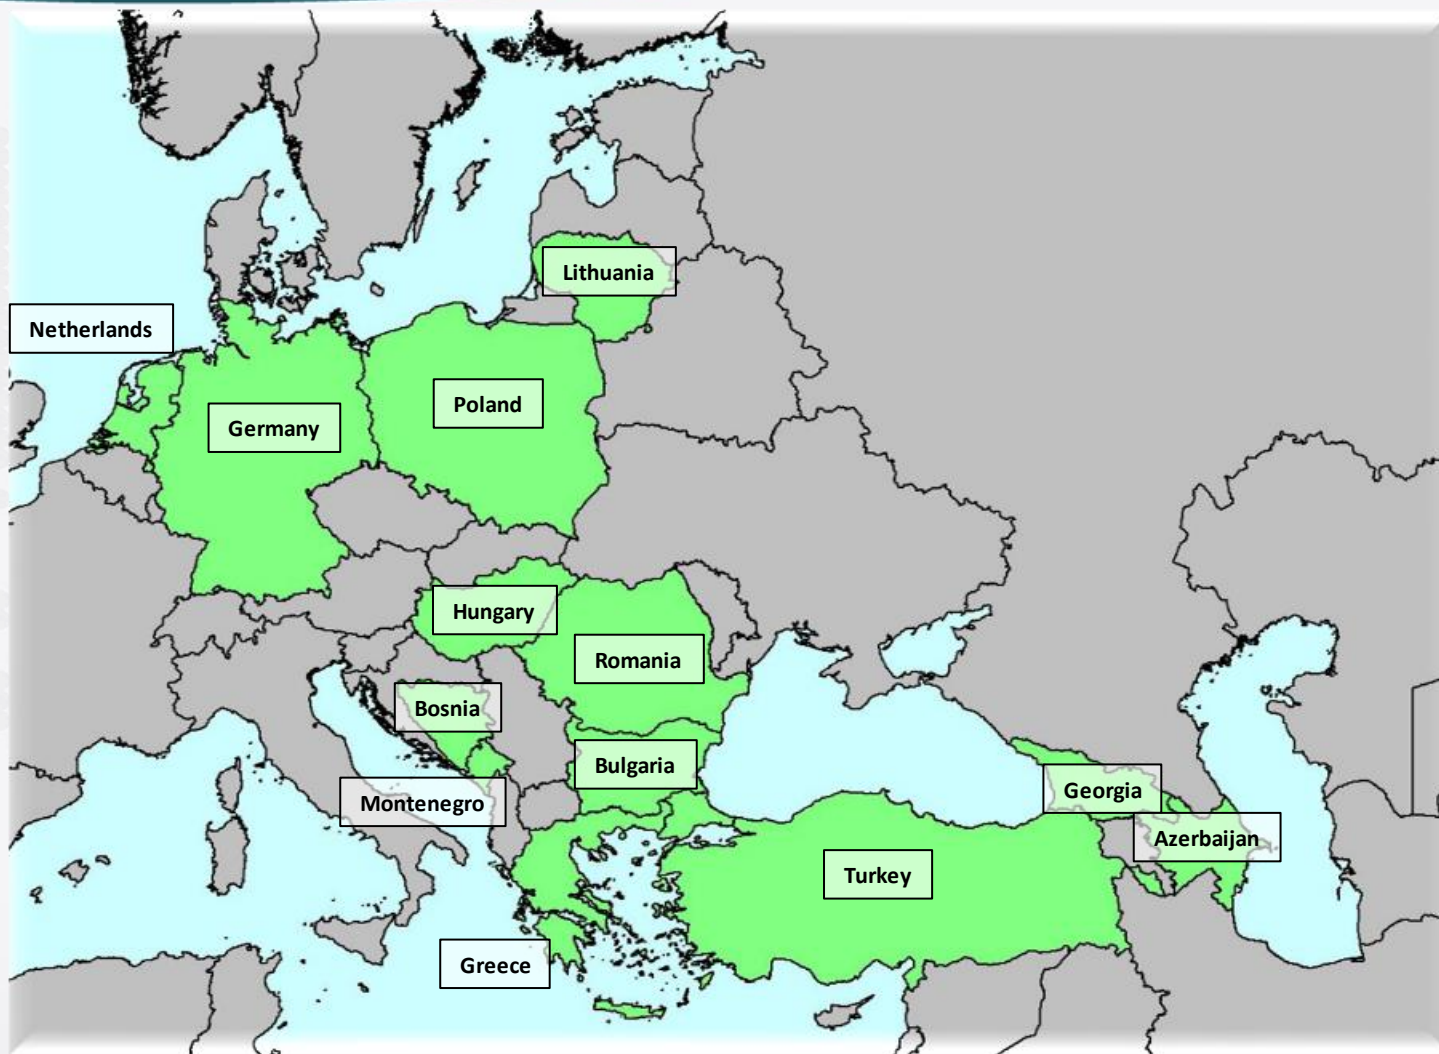 Lithuania
Netherlands
Poland
Germany
Hungary
Romania
Bosnia
Bulgaria
Georgia
Montenegro
Azerbaijan
Turkey
Greece